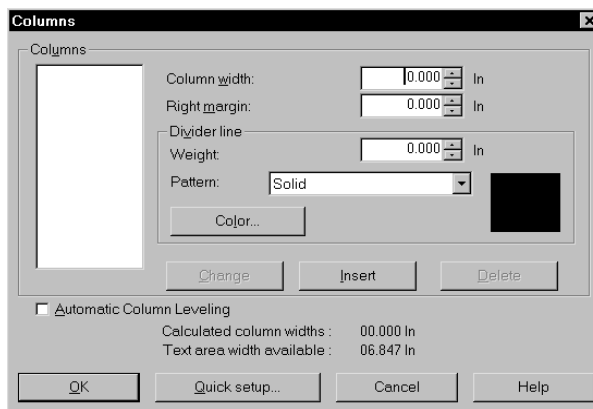 Columns
Columns
Column width: 0.000 In
Right margin: 0.000 In
Divider line
Weight: 0.000 In
Pattern: Solid
Color...
Change Insert Delete
Automatic Column Leveling
Calculated column widths : 00.000 In
Text area width available : 06.847 In
OK Quick setup... Cancel Help